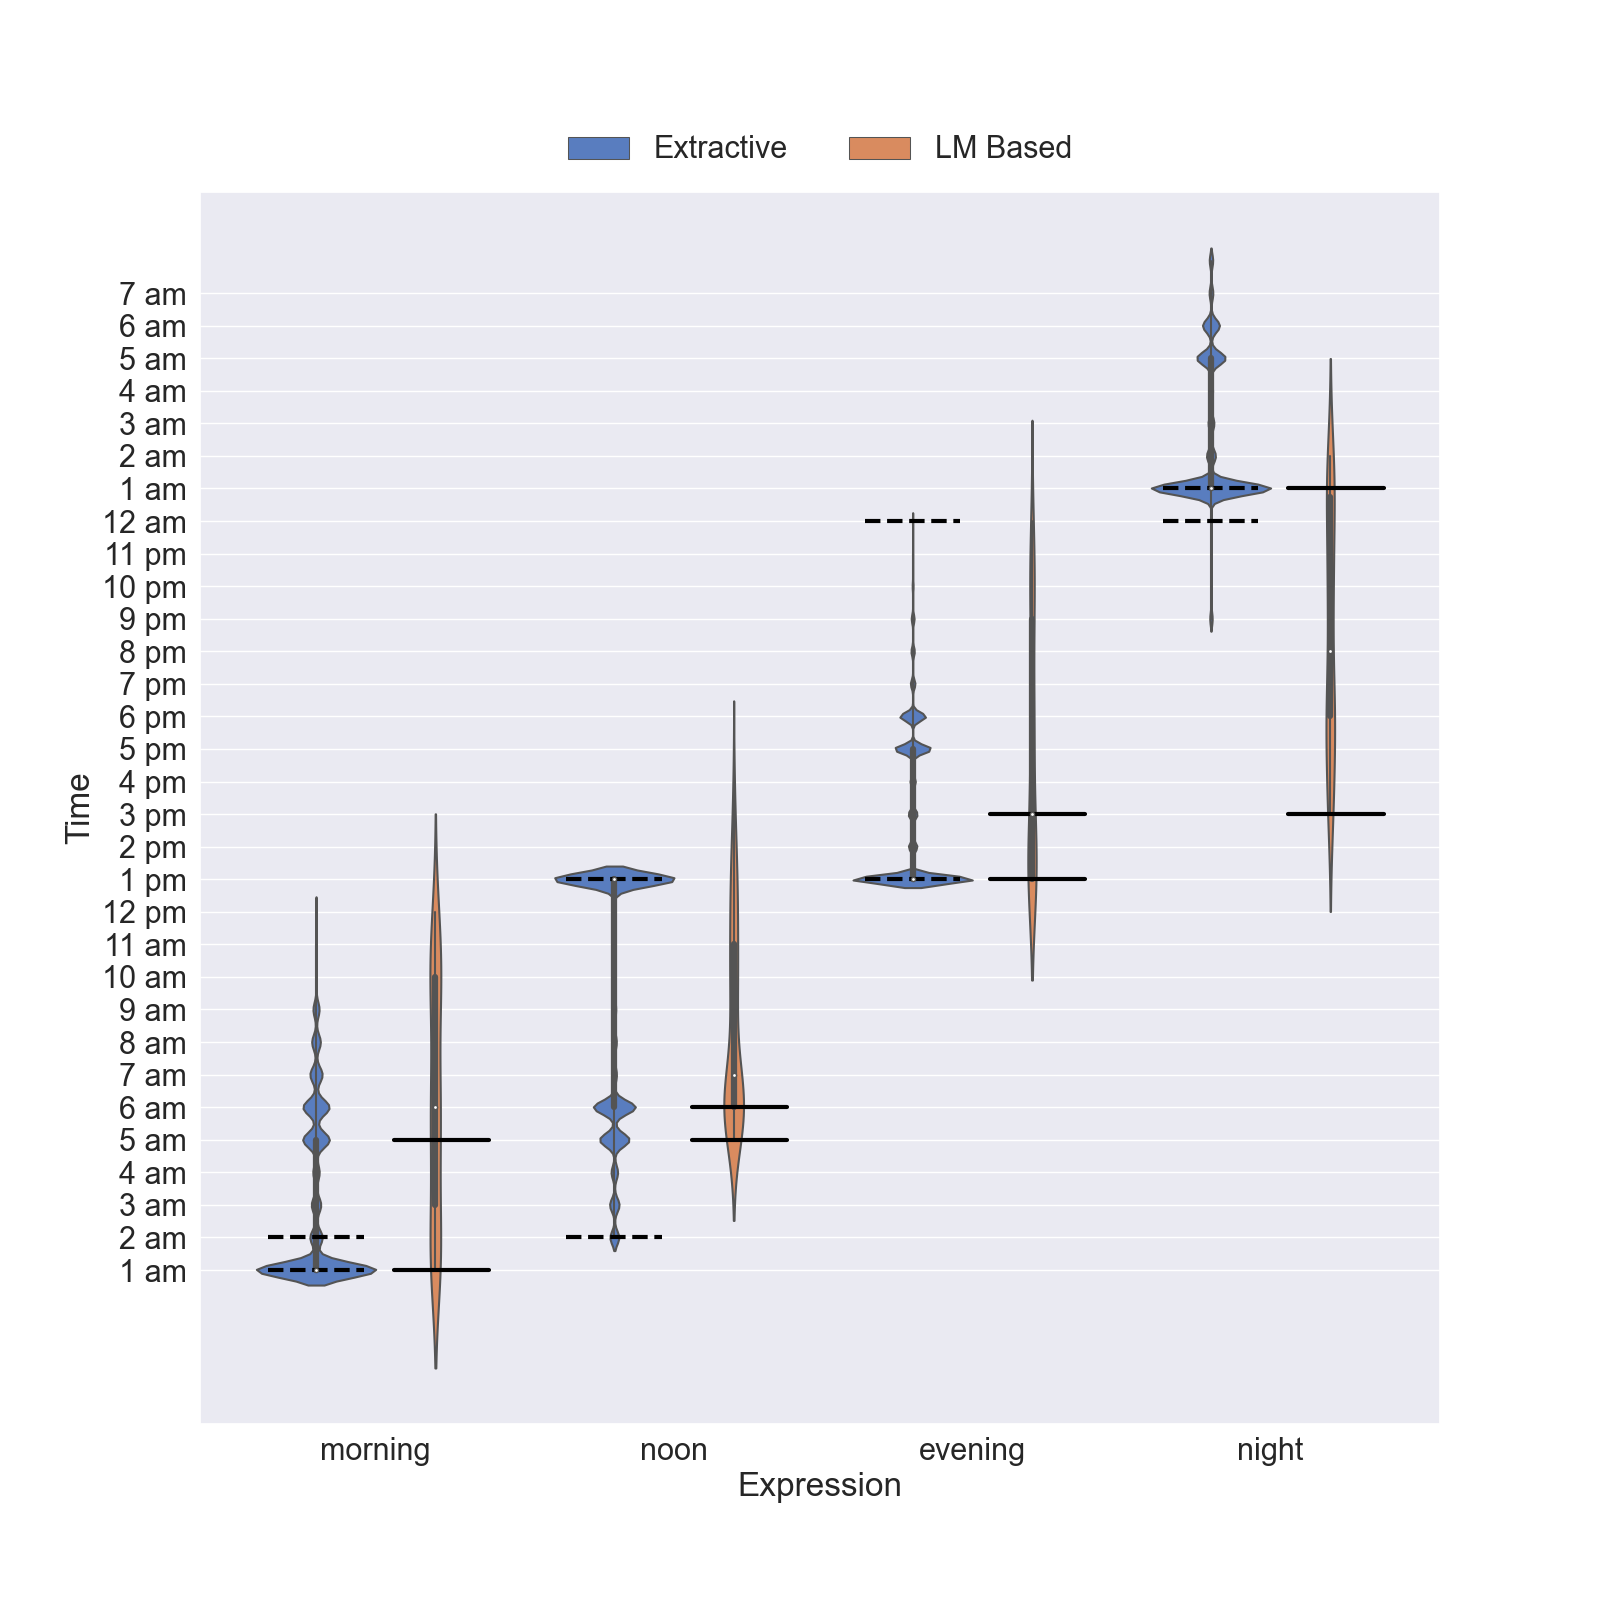 Extractive LM Based
7 am
6 am
5 am
4 am
3 am
2 am
1 am
12 am
11 pm
10 pm
9 pm
8 pm
7 pm
6 pm
5 pm
4 pm
3 pm
2 pm
1 pm
12 pm
11 am
10 am
9 am
8 am
7 am
6 am
5 am
4 am
3 am
2 am
1 am
Time
morning noon evening night
Expression